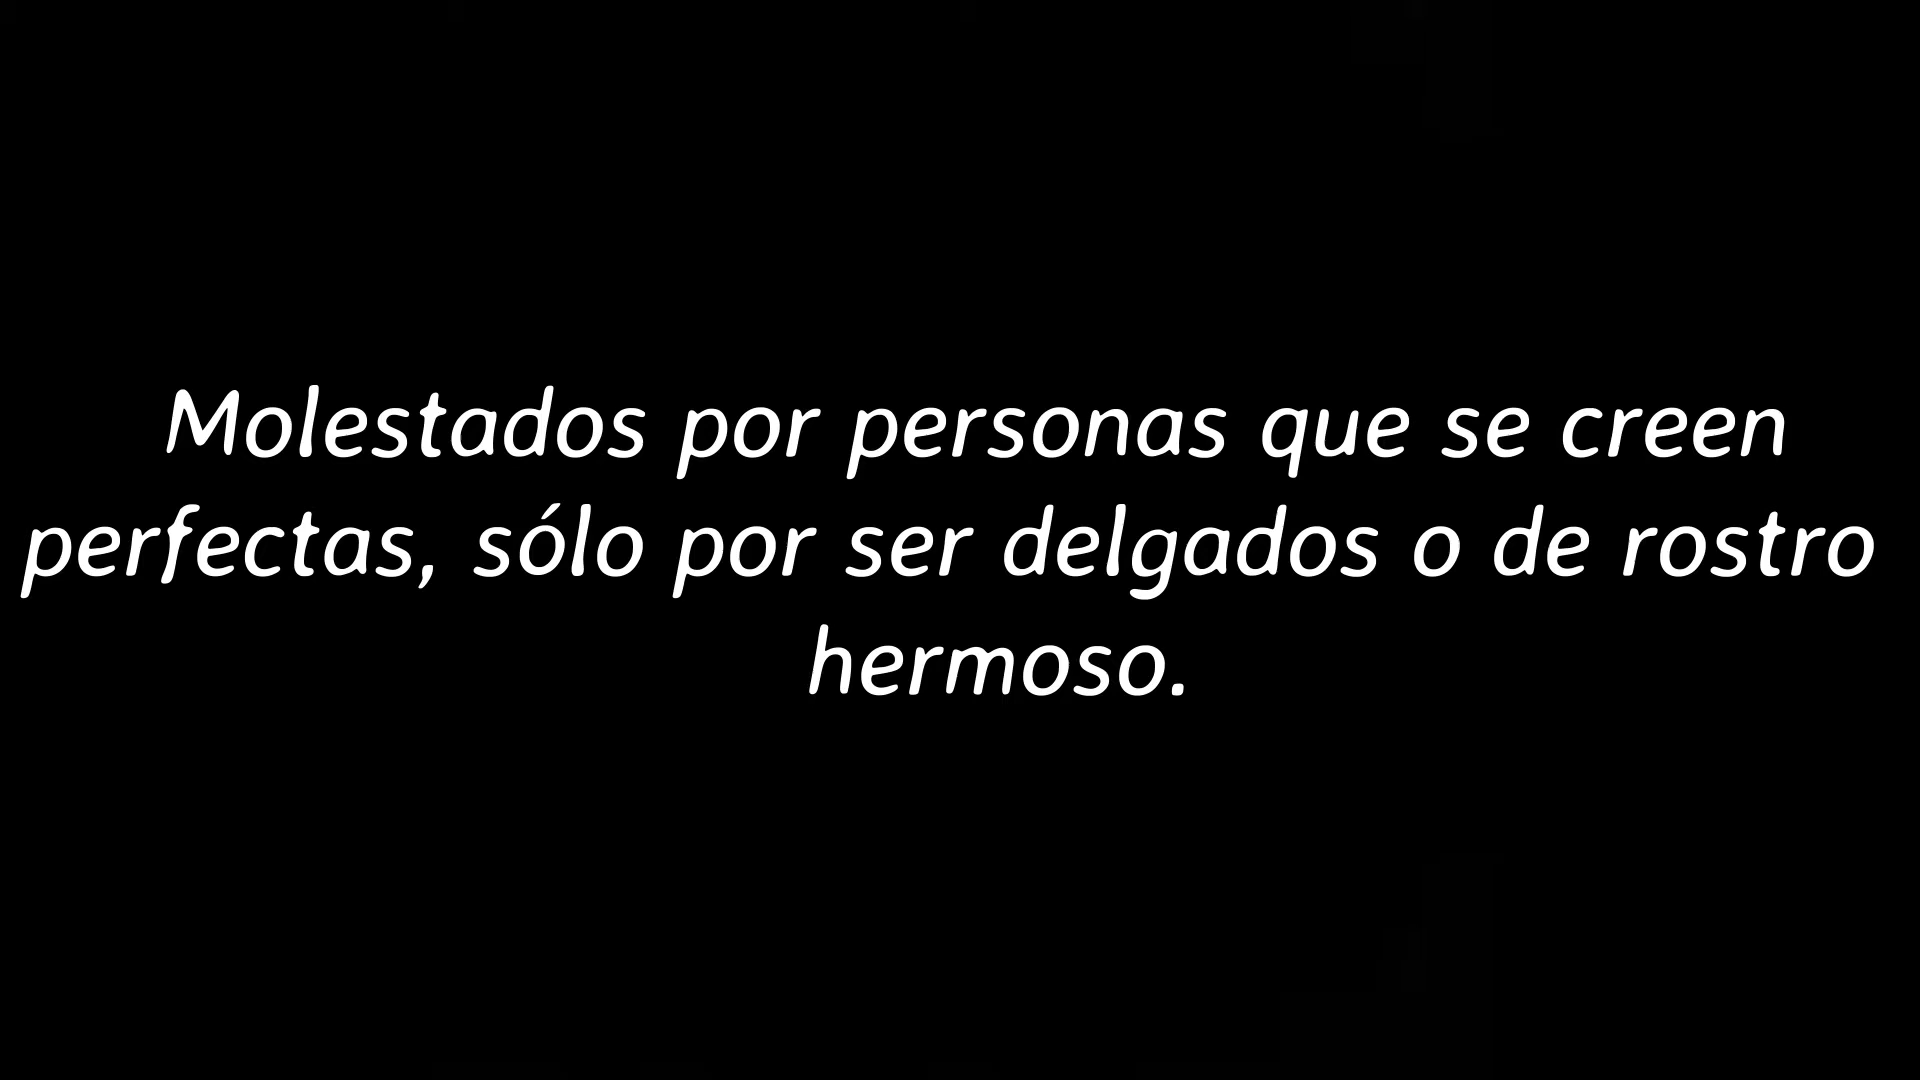 Molestados por personas que se creen
perfectas, sólo por ser delgados o de rostro
hermoso.